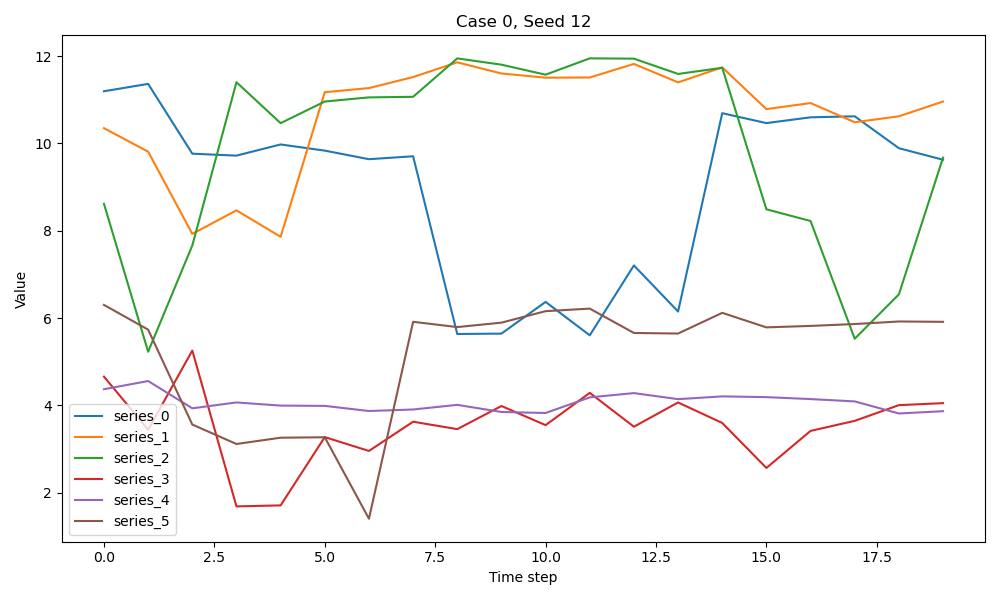 Case 0, Seed 12
12
10
8
6
4
2
Value
series_0
series_1
series_2
series_3
series_4
series_5
0.0 2.5 5.0 7.5 10.0 12.5 15.0 17.5
Time step